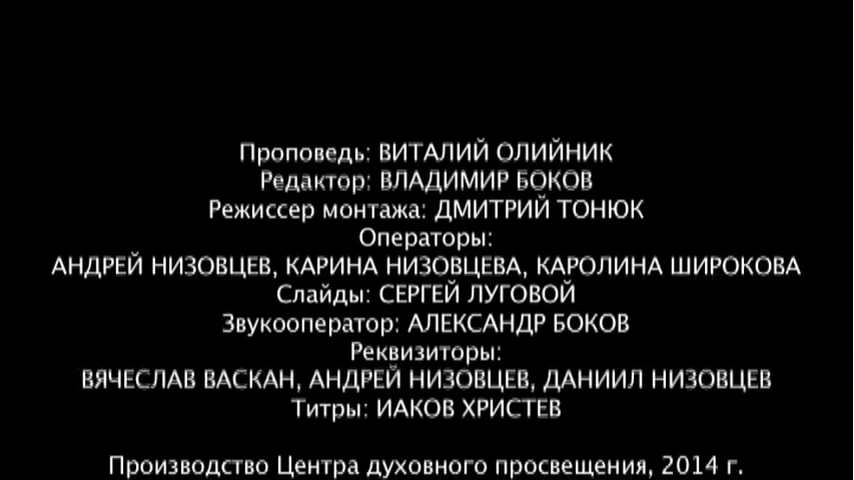 Проповедь: ВИТАЛИЙ ОЛИЙНИК
Редактор: ВЛАДИМИР БОКОВ
Режиссер монтажа: ДМИТРИЙ ТОНЮК
Операторы:
АНДРЕЙ НИЗОВЦЕВ, КАРИНА НИЗОВЦЕВА, КАРОЛИНА ШИРОКОВА
Слайды: СЕРГЕЙ ЛУГОВОЙ
Звукооператор: АЛЕКСАНДР БОКОВ
Реквизиторы:
ВЯЧЕСЛАВ ВАСКАН, АНДРЕЙ НИЗОВЦЕВ, ДАНИИЛ НИЗОВЦЕВ
Титры: ИАКОВ ХРИСТЕВ
Производство Центра духовного просвещения, 2014 г.